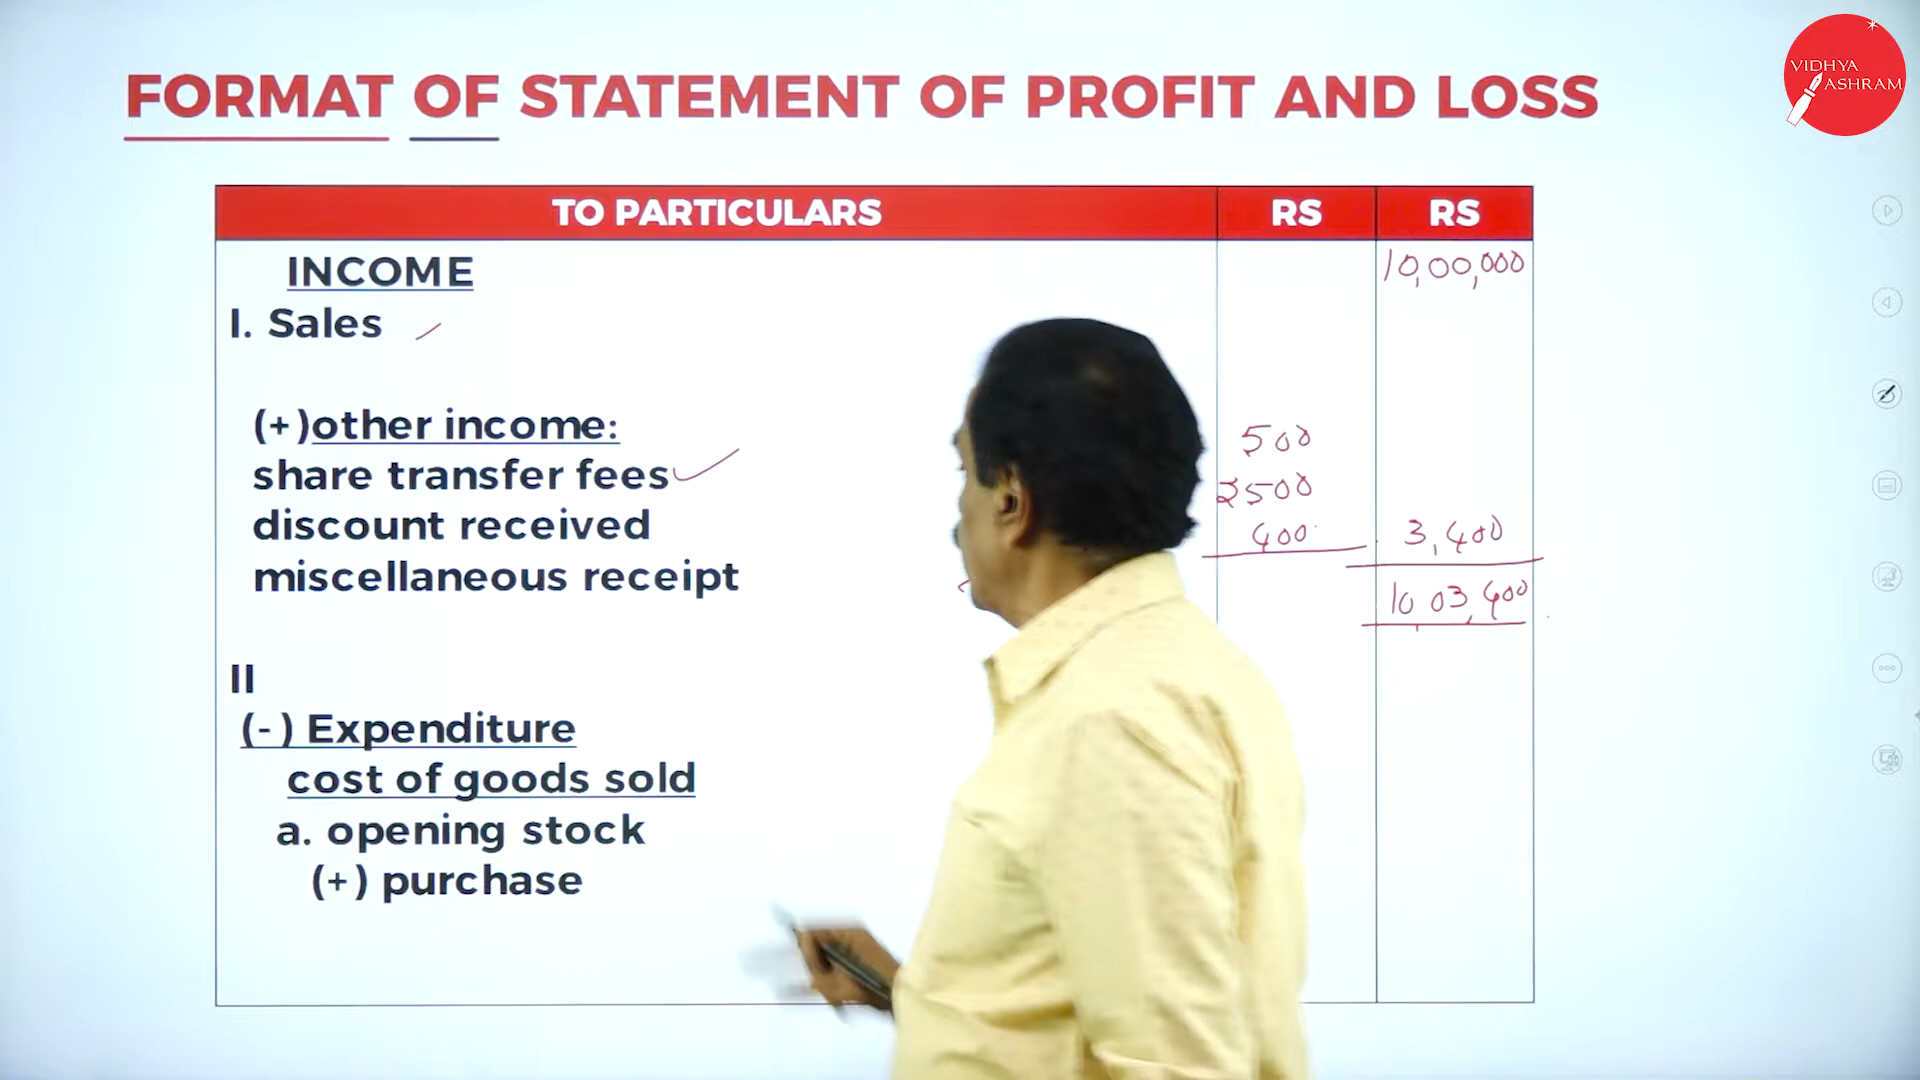 VIDHYA
ASHRAM
FORMAT OF STATEMENT OF PROFIT AND LOSS
TO PARTICULARS RS RS
INCOME 10,00,000
I. Sales
(+)other income: 500
share transfer fees 2500
discount received 400 3,400
miscellaneous receipt 10,03,400
II
(-) Expenditure
cost of goods sold
a. opening stock
(+) purchase